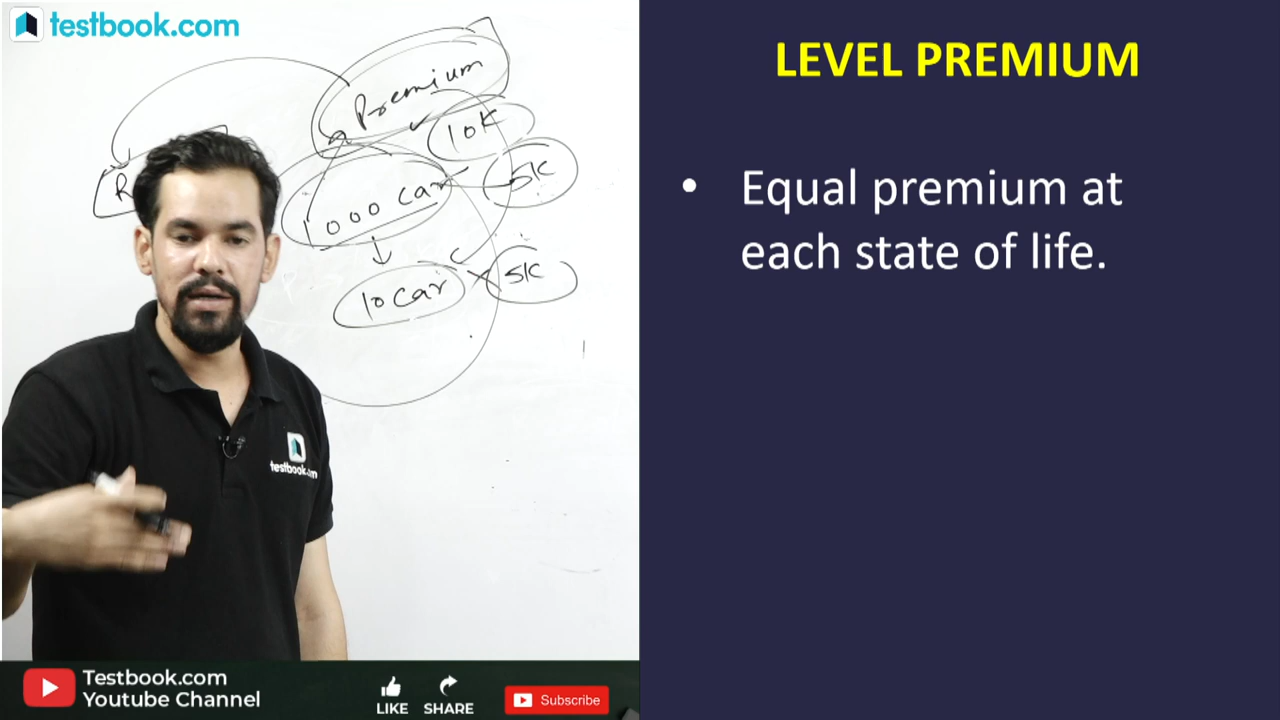 testbook.com
Premium
10K
1000 car
5K
10 car
5K
R
testbook.com
LEVEL PREMIUM
• Equal premium at
each state of life.
Testbook.com
Youtube Channel
LIKE
SHARE
Subscribe